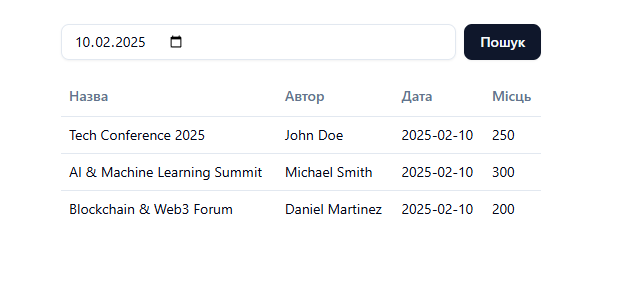 10.02.2025 Пошук
Назва Автор Дата Місць
Tech Conference 2025 John Doe 2025-02-10 250
AI & Machine Learning Summit Michael Smith 2025-02-10 300
Blockchain & Web3 Forum Daniel Martinez 2025-02-10 200